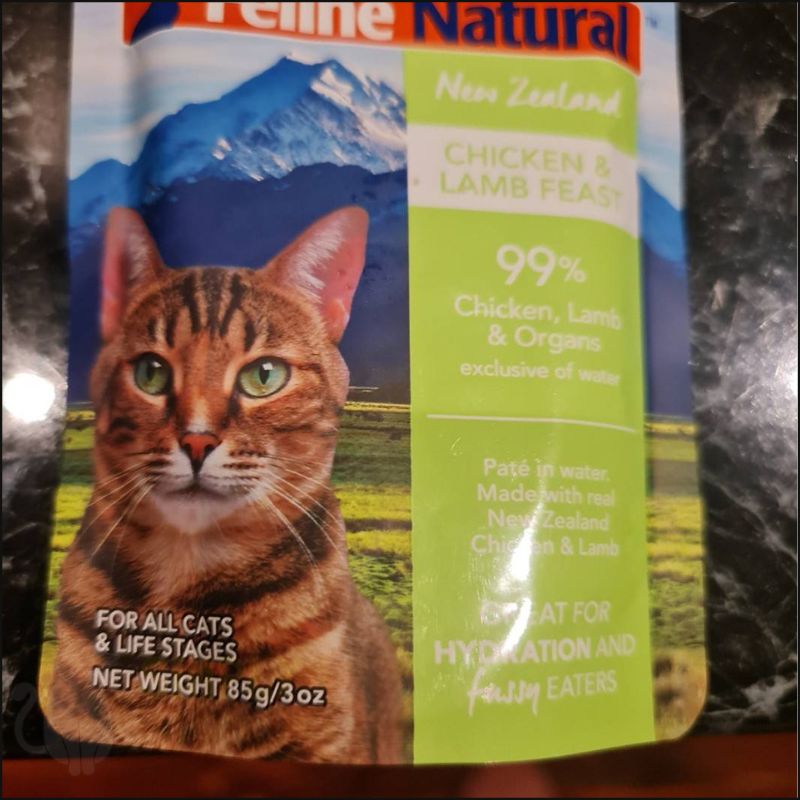 Feline Natural
™
New Zealand
CHICKEN &
LAMB FEAST
99%
Chicken, Lamb
& Organs
exclusive of water
Paté in water.
Made with real
New Zealand
Chicken & Lamb
GREAT FOR
HYDRATION AND
fussy EATERS
FOR ALL CATS
& LIFE STAGES
NET WEIGHT 85g/3oz